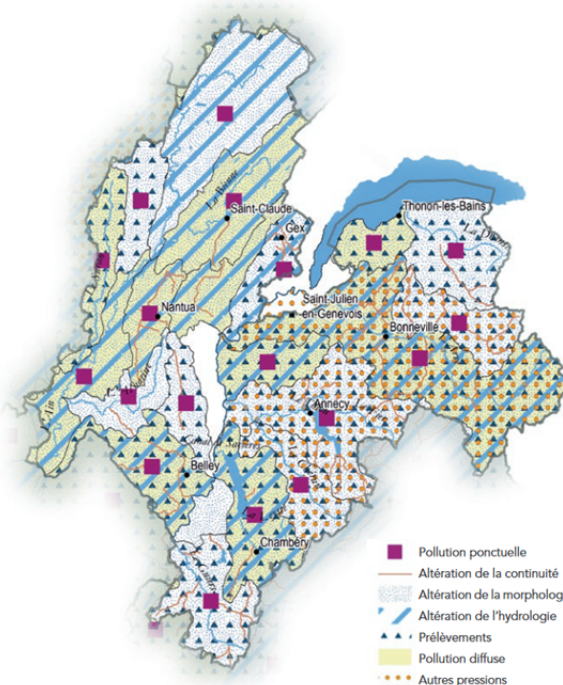 Thonon-les-Bains
Saint-Claude
Gex
Saint-Julien
en-Genevois
Nantua
Bonneville
Annecy
Belley
Chambéry
Pollution ponctuelle
Altération de la continuité
Altération de la morpholog
Altération de l'hydrologie
Prélèvements
Pollution diffuse
Autres pressions